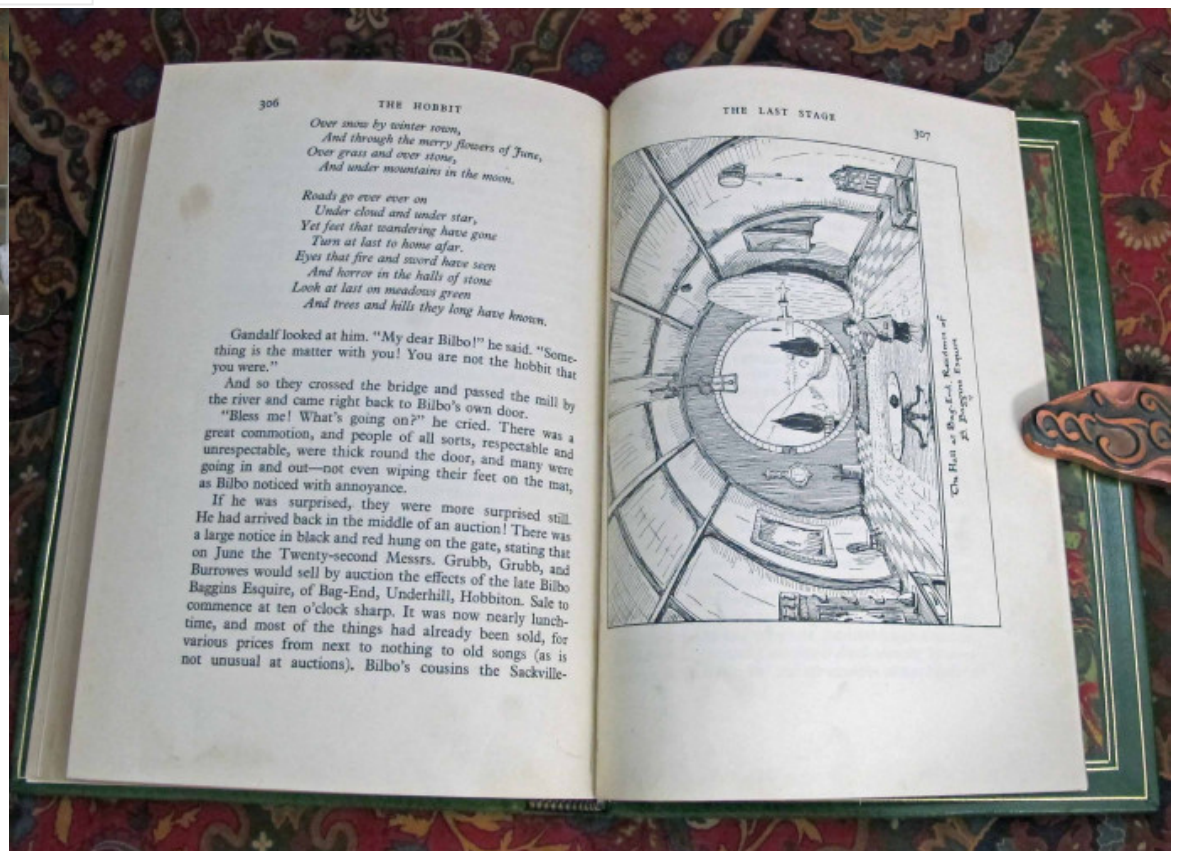 306
THE HOBBIT
Over snow by winter sown,
And through the merry flowers of June,
Over grass and over stone,
And under mountains in the moon.
Roads go ever ever on
Under cloud and under star,
Yet feet that wandering have gone
Turn at last to home afar.
Eyes that fire and sword have seen
And horror in the halls of stone
Look at last on meadows green
And trees and hills they long have known.
Gandalf looked at him. “My dear Bilbo!” he said. “Some-
thing is the matter with you! You are not the hobbit that
you were.”
And so they crossed the bridge and passed the mill by
the river and came right back to Bilbo’s own door.
“Bless me! What’s going on?” he cried. There was a
great commotion, and people of all sorts, respectable and
unrespectable, were thick round the door, and many were
going in and out—not even wiping their feet on the mat,
as Bilbo noticed with annoyance.
If he was surprised, they were more surprised still.
He had arrived back in the middle of an auction! There was
a large notice in black and red hung on the gate, stating that
on June the Twenty-second Messrs. Grubb, Grubb, and
Burrowes would sell by auction the effects of the late Bilbo
Baggins Esquire, of Bag-End, Underhill, Hobbiton. Sale to
commence at ten o’clock sharp. It was now nearly lunch-
time, and most of the things had already been sold, for
various prices from next to nothing to old songs (as is
not unusual at auctions). Bilbo’s cousins the Sackville-
THE LAST STAGE
307
The Hall at Bag-End, Residence of
B. Baggins Esquire